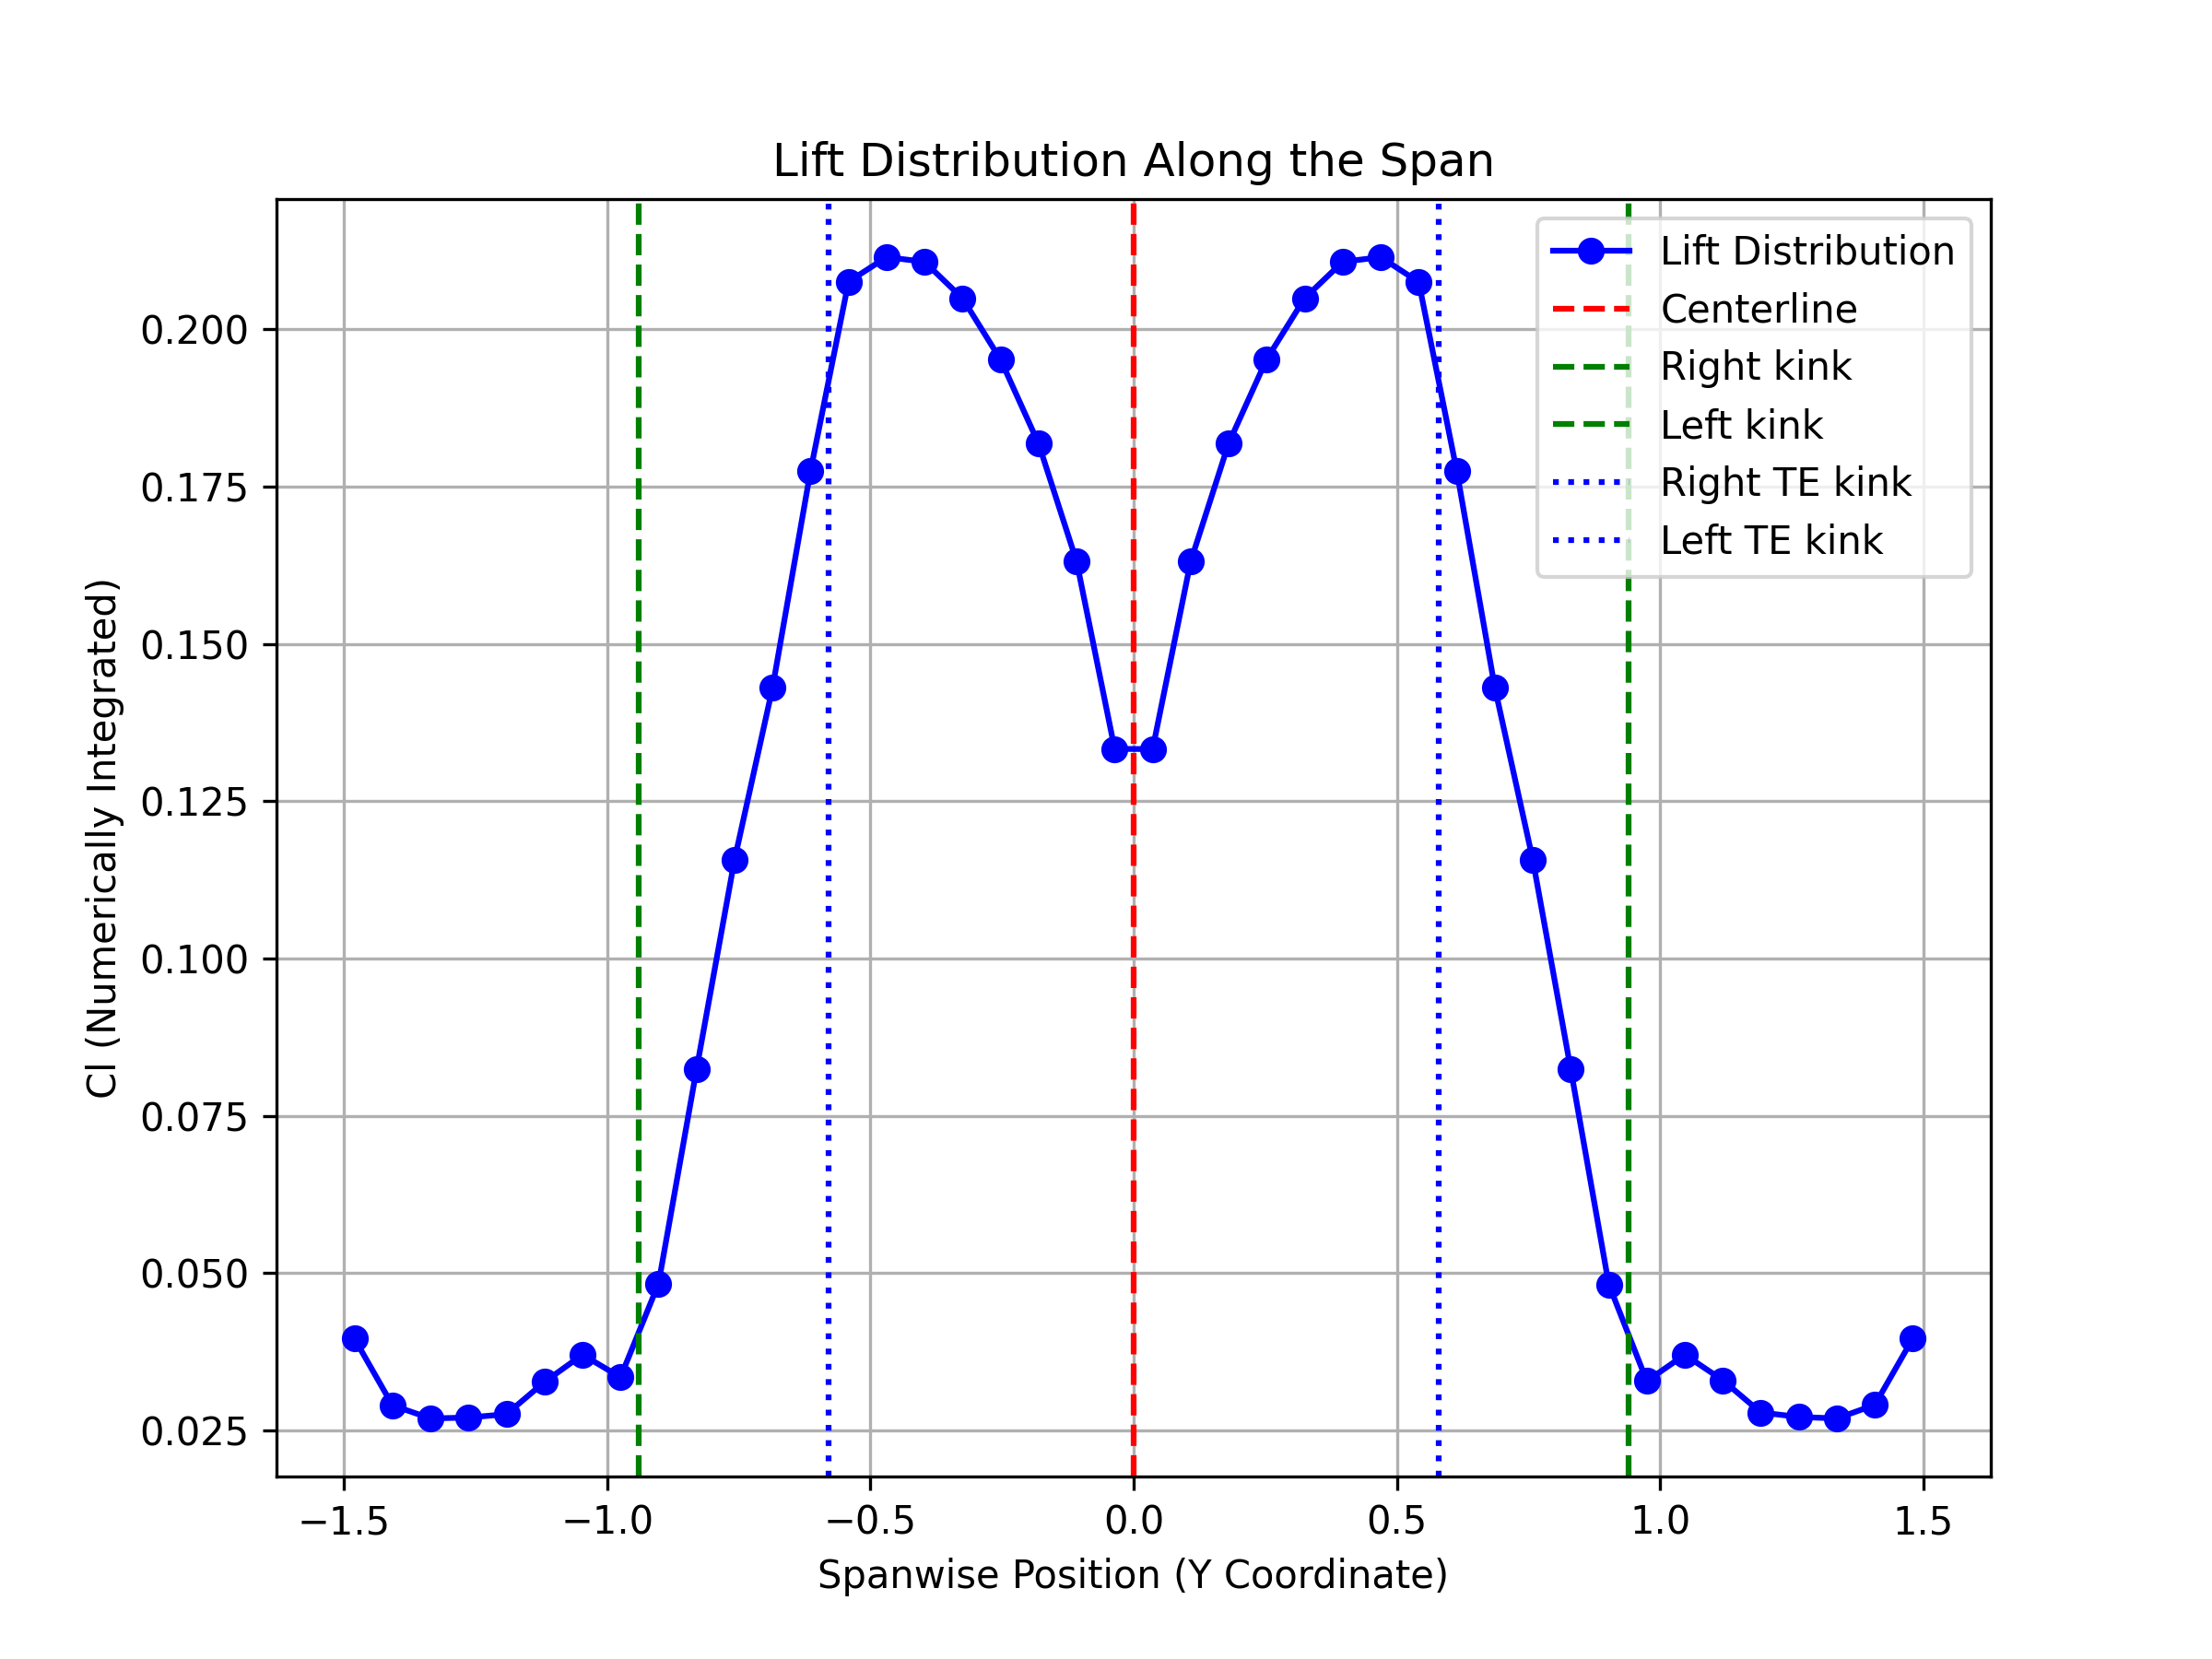 Lift Distribution Along the Span
Cl (Numerically Integrated)
0.200
0.175
0.150
0.125
0.100
0.075
0.050
0.025
Lift Distribution
Centerline
Right kink
Left kink
Right TE kink
Left TE kink
−1.5 −1.0 −0.5 0.0 0.5 1.0 1.5
Spanwise Position (Y Coordinate)